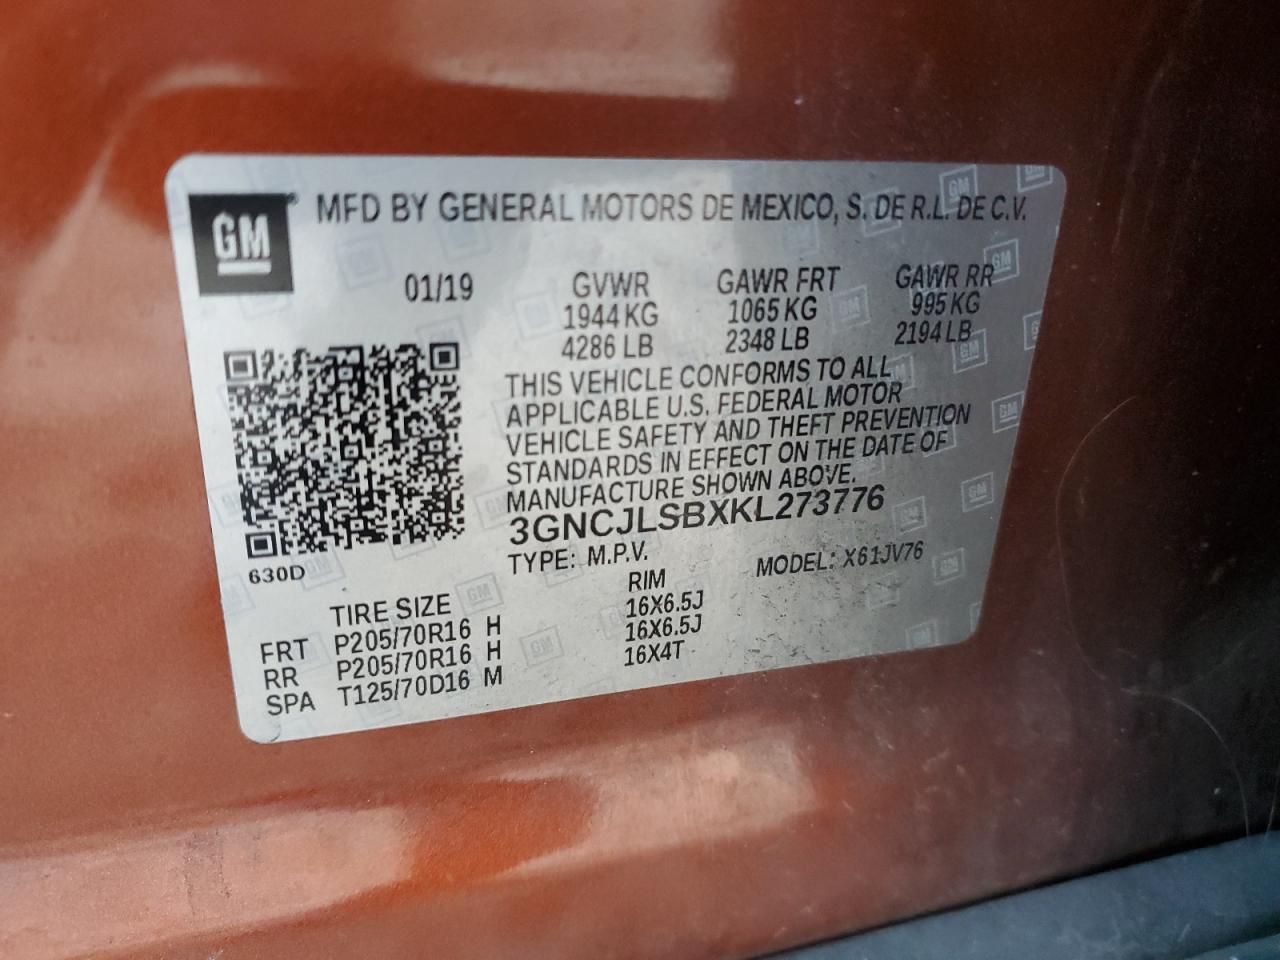 GM® MFD BY GENERAL MOTORS DE MEXICO, S. DE R.L. DE C.V.
01/19 GVWR GAWR FRT GAWR RR
1944 KG 1065 KG 995 KG
4286 LB 2348 LB 2194 LB
THIS VEHICLE CONFORMS TO ALL
APPLICABLE U.S. FEDERAL MOTOR
VEHICLE SAFETY AND THEFT PREVENTION
STANDARDS IN EFFECT ON THE DATE OF
MANUFACTURE SHOWN ABOVE.
3GNCJLSBXKL273776
630D TYPE: M.P.V. MODEL: X61JV76
TIRE SIZE RIM
FRT P205/70R16 H 16X6.5J
RR P205/70R16 H 16X6.5J
SPA T125/70D16 M 16X4T